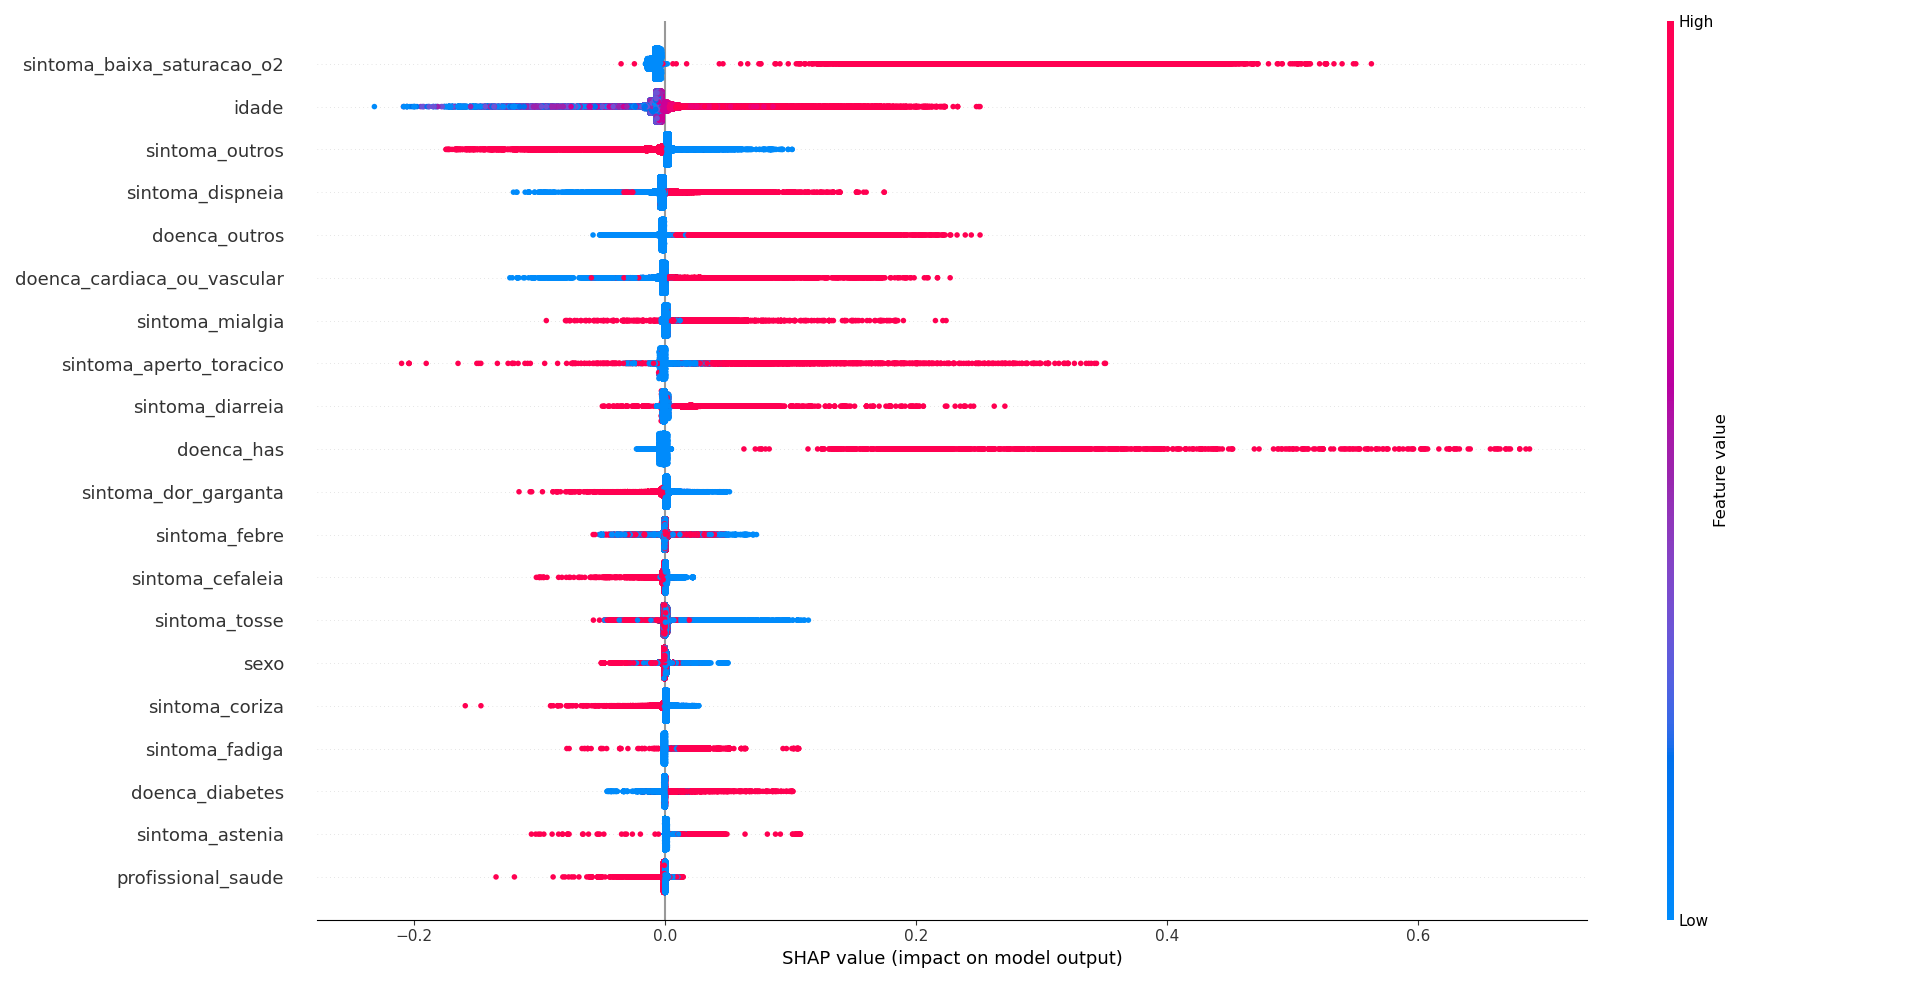 High
sintoma_baixa_saturacao_o2
idade
sintoma_outros
sintoma_dispneia
doenca_outros
doenca_cardiaca_ou_vascular
sintoma_mialgia
sintoma_aperto_toracico
sintoma_diarreia
doenca_has
sintoma_dor_garganta
sintoma_febre
sintoma_cefaleia
sintoma_tosse
sexo
sintoma_coriza
sintoma_fadiga
doenca_diabetes
sintoma_astenia
profissional_saude
Feature value
Low
−0.2 0.0 0.2 0.4 0.6
SHAP value (impact on model output)